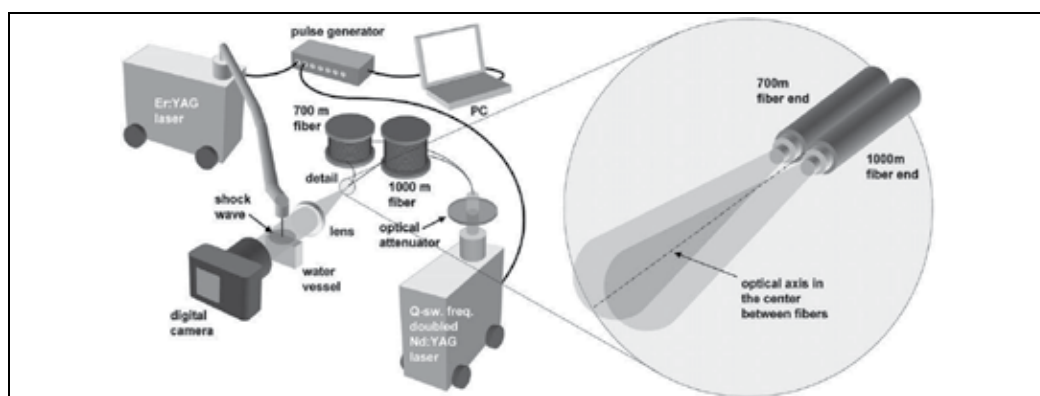 pulse generator
Er:YAG
laser
700 m
fiber
PC
1000 m
fiber
detail
shock
wave
lens
optical
attenuator
water
vessel
digital
camera
Q-sw. freq.
doubled
Nd:YAG
laser
700m
fiber end
1000m
fiber end
optical axis in
the center
between fibers